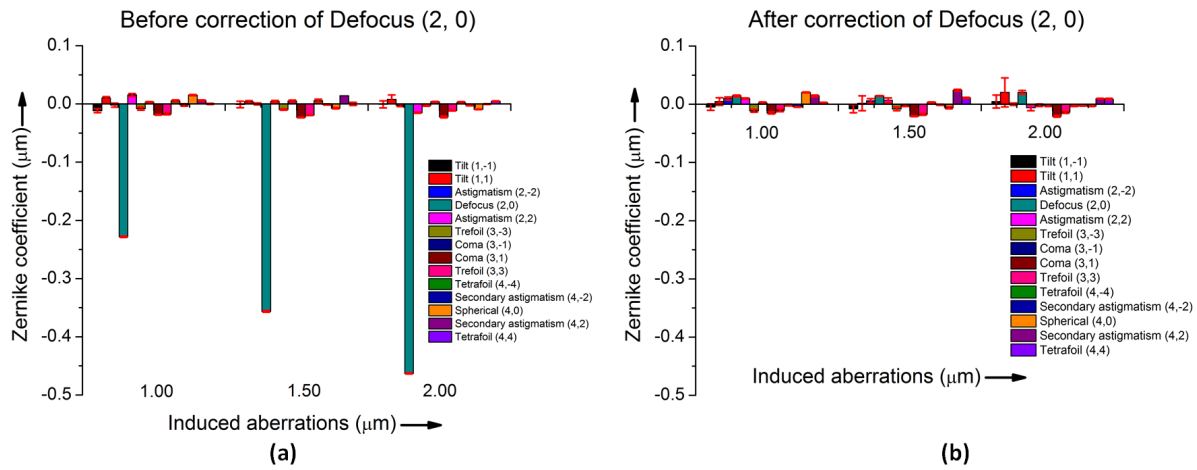 Before correction of Defocus (2, 0)
Zernike coefficient (μm)
0.1
0.0
-0.1
-0.2
-0.3
-0.4
-0.5
Tilt (1,-1)
Tilt (1,1)
Astigmatism (2,-2)
Defocus (2,0)
Astigmatism (2,2)
Trefoil (3,-3)
Coma (3,-1)
Coma (3,1)
Trefoil (3,3)
Tetrafoil (4,-4)
Secondary astigmatism (4,-2)
Spherical (4,0)
Secondary astigmatism (4,2)
Tetrafoil (4,4)
1.00 1.50 2.00
Induced aberrations (μm)
(a)
After correction of Defocus (2, 0)
Zernike coefficient (μm)
0.1
0.0
-0.1
-0.2
-0.3
-0.4
-0.5
1.00 1.50 2.00
Tilt (1,-1)
Tilt (1,1)
Astigmatism (2,-2)
Defocus (2,0)
Astigmatism (2,2)
Trefoil (3,-3)
Coma (3,-1)
Coma (3,1)
Trefoil (3,3)
Tetrafoil (4,-4)
Secondary astigmatism (4,-2)
Spherical (4,0)
Secondary astigmatism (4,2)
Tetrafoil (4,4)
Induced aberrations (μm)
(b)